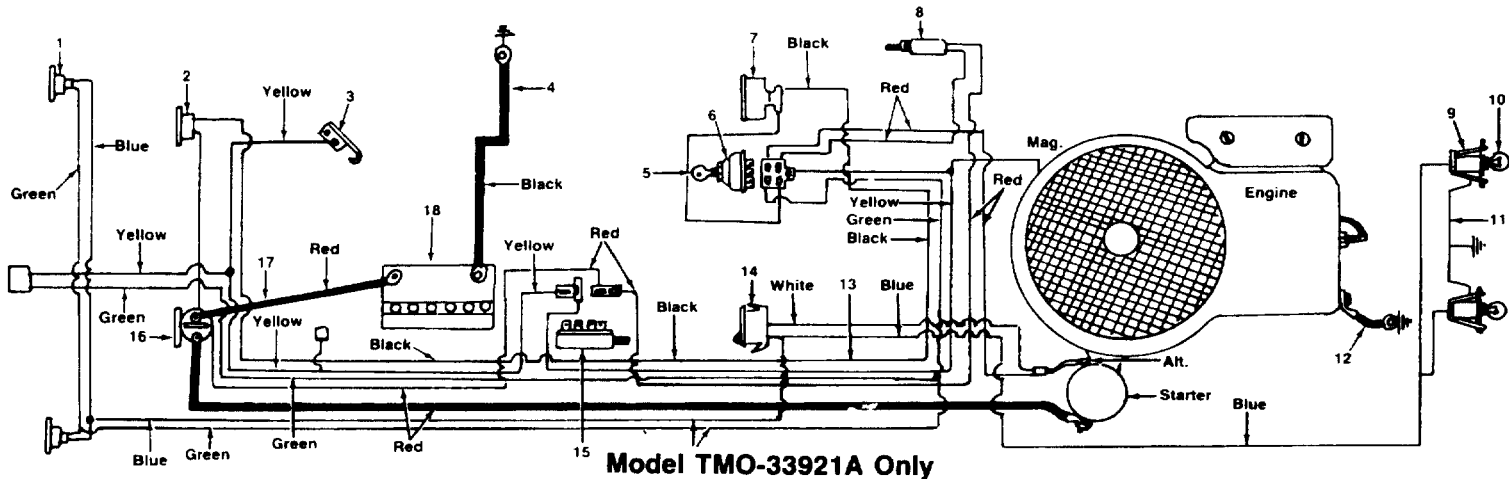 8
7
Black
1
2
Yellow
3
4
Red
6
Mag.
9
10
Blue
5
Black
Engine
Green
Red
11
Yellow
Green
Black
Yellow
Red
18
Yellow
Red
17
14
White
13
Blue
Green
16
Yellow
Black
Black
12
Alt.
Starter
Blue
Blue
Green
Green
Red
15
Model TMO-33921A Only